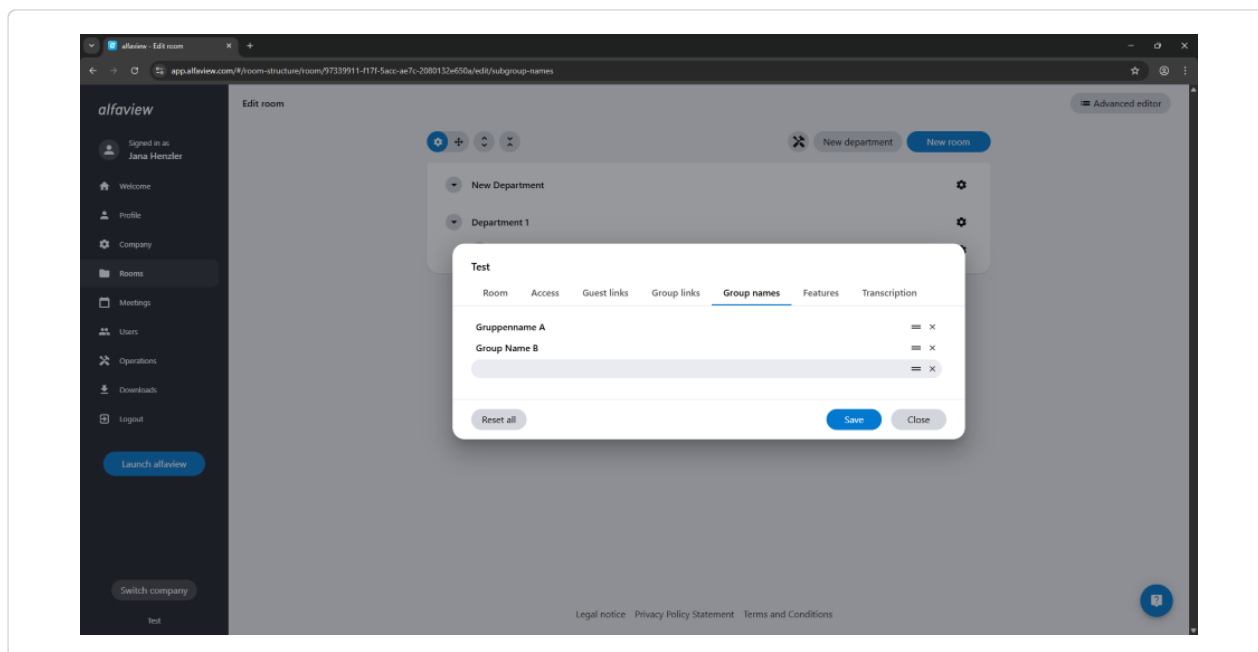 alfaview - Edit room
app.alfaview.com/#/room-structure/room/97339911-f17f-5acc-ae7c-2080132e650a/edit/subgroup-names
alfaview
Edit room
Advanced editor
Signed in as
Jana Henzler
New department
New room
Welcome
New Department
Profile
Department 1
Company
Test
Rooms
Room Access Guest links Group links Group names Features Transcription
Meetings
Gruppenname A
Users
Group Name B
Operations
Downloads
Logout
Reset all
Save
Close
Launch alfaview
Switch company
Legal notice Privacy Policy Statement Terms and Conditions
Test